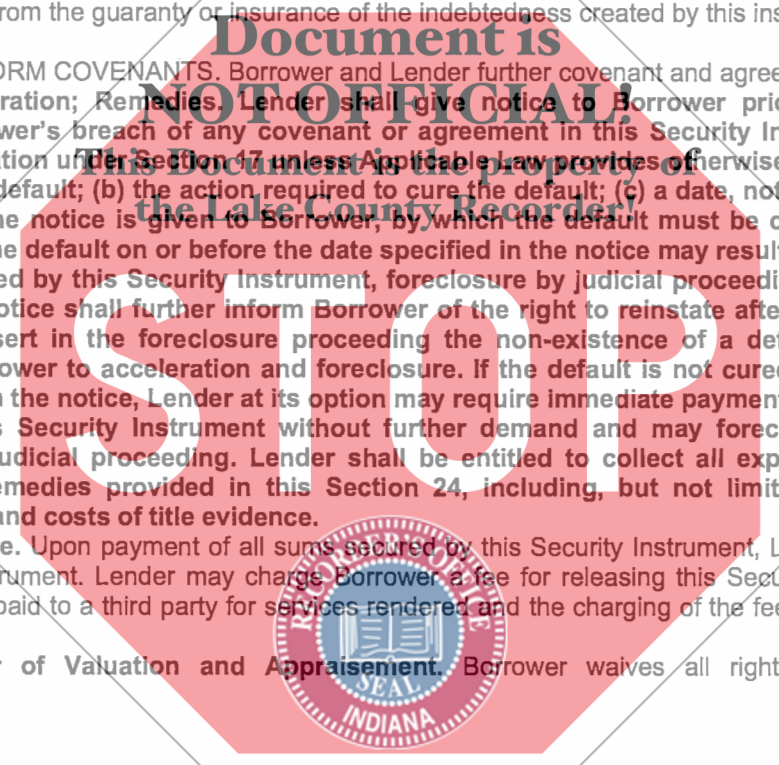 rom the guaranty or insurance of the indebtedness created by this ins
Document is
ORM COVENANTS. Borrower and Lender further covenant and agree
NOT OFFICIAL!
ration; Remedies. Lender shall give notice to Borrower pri
wer's breach of any covenant or agreement in this Security In
This Document is the property of
tion under Section 17 unless Applicable Law provides otherwise
default; (b) the action required to cure the default; (c) a date, not
the Lake County Recorder!
he notice is given to Borrower, by which the default must be c
he default on or before the date specified in the notice may resul
ed by this Security Instrument, foreclosure by judicial proceedi
otice shall further inform Borrower of the right to reinstate afte
sert in the foreclosure proceeding the non-existence of a def
ower to acceleration and foreclosure. If the default is not cure
n the notice, Lender at its option may require immediate payment
s Security Instrument without further demand and may forec
udicial proceeding. Lender shall be entitled to collect all exp
emedies provided in this Section 24, including, but not limit
and costs of title evidence.
STOP
e. Upon payment of all sums secured by this Security Instrument, L
trument. Lender may charge Borrower a fee for releasing this Secu
paid to a third party for services rendered and the charging of the fee
r of Valuation and Appraisement. Borrower waives all right
RECORDER'S OFFICE
SEAL
INDIANA